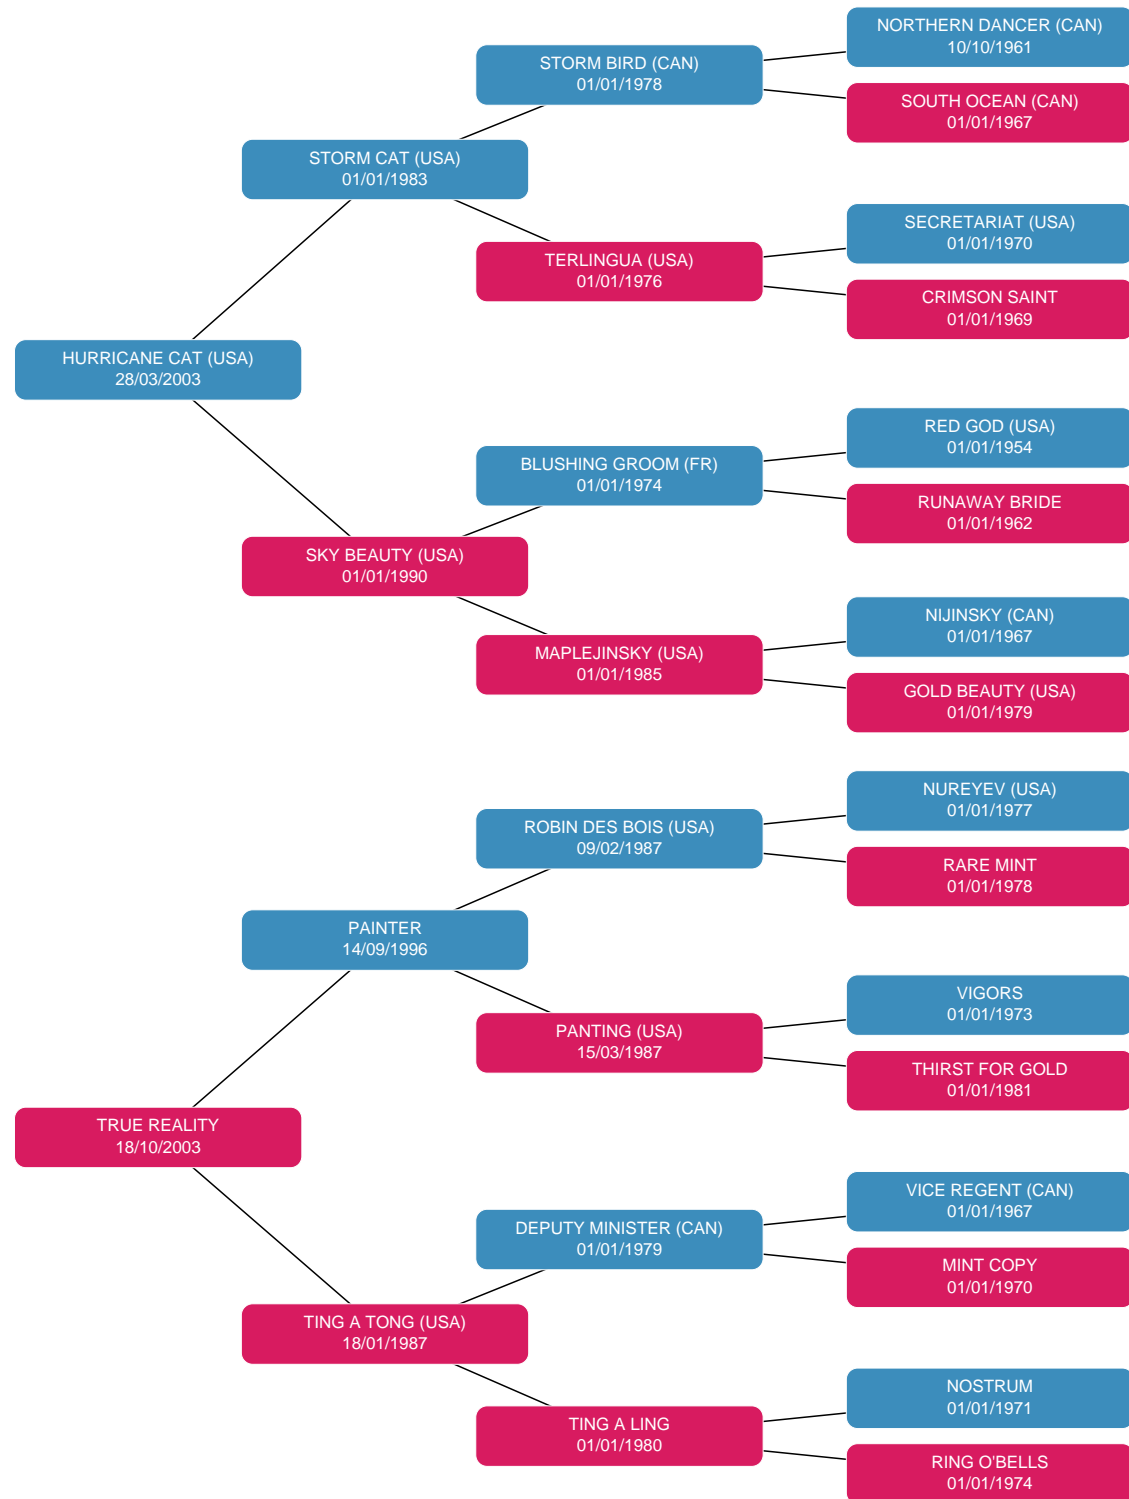 NORTHERN DANCER (CAN)
10/10/1961
STORM BIRD (CAN)
01/01/1978
SOUTH OCEAN (CAN)
01/01/1967
STORM CAT (USA)
01/01/1983
SECRETARIAT (USA)
01/01/1970
TERLINGUA (USA)
01/01/1976
CRIMSON SAINT
01/01/1969
HURRICANE CAT (USA)
28/03/2003
RED GOD (USA)
01/01/1954
BLUSHING GROOM (FR)
01/01/1974
RUNAWAY BRIDE
01/01/1962
SKY BEAUTY (USA)
01/01/1990
NIJINSKY (CAN)
01/01/1967
MAPLEJINSKY (USA)
01/01/1985
GOLD BEAUTY (USA)
01/01/1979
NUREYEV (USA)
01/01/1977
ROBIN DES BOIS (USA)
09/02/1987
RARE MINT
01/01/1978
PAINTER
14/09/1996
VIGORS
01/01/1973
PANTING (USA)
15/03/1987
THIRST FOR GOLD
01/01/1981
TRUE REALITY
18/10/2003
VICE REGENT (CAN)
01/01/1967
DEPUTY MINISTER (CAN)
01/01/1979
MINT COPY
01/01/1970
TING A TONG (USA)
18/01/1987
NOSTRUM
01/01/1971
TING A LING
01/01/1980
RING O'BELLS
01/01/1974